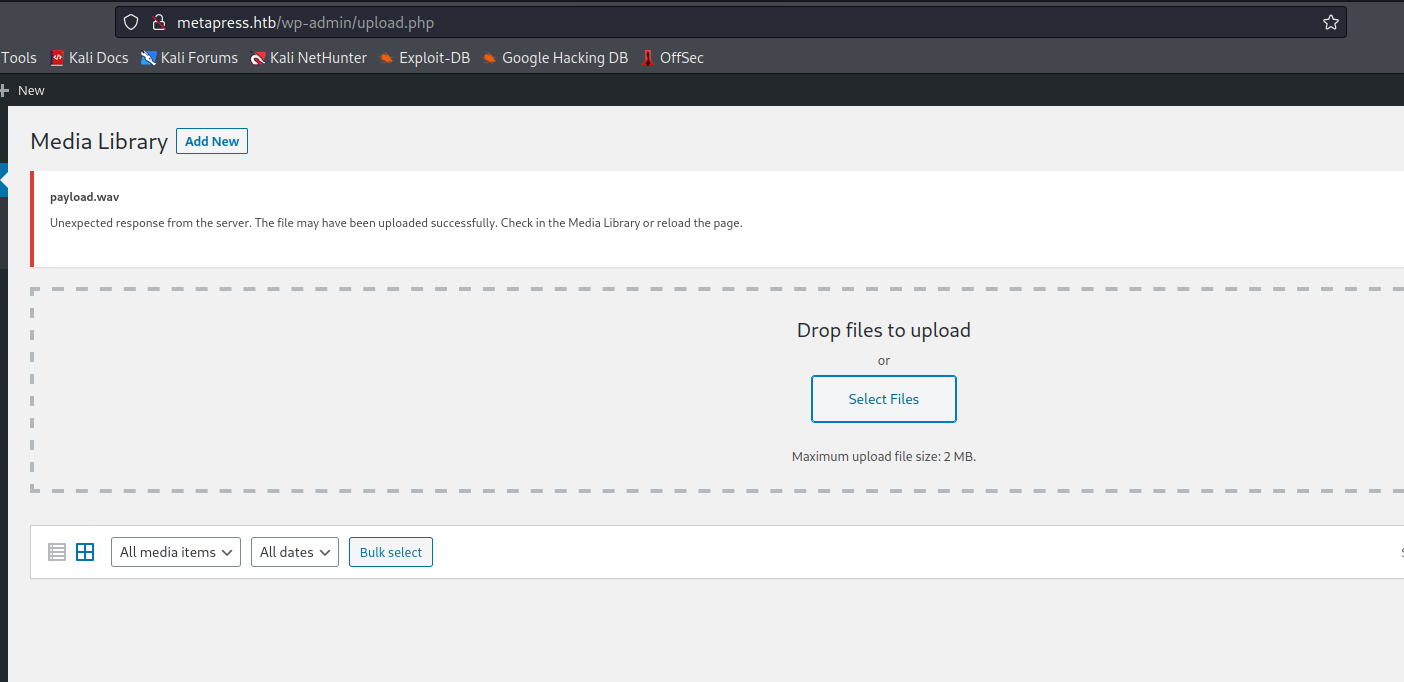 metapress.htb/wp-admin/upload.php
Tools Kali Docs Kali Forums Kali NetHunter Exploit-DB Google Hacking DB OffSec
New
Media Library Add New
payload.wav
Unexpected response from the server. The file may have been uploaded successfully. Check in the Media Library or reload the page.
Drop files to upload
or
Select Files
Maximum upload file size: 2 MB.
All media items All dates Bulk select